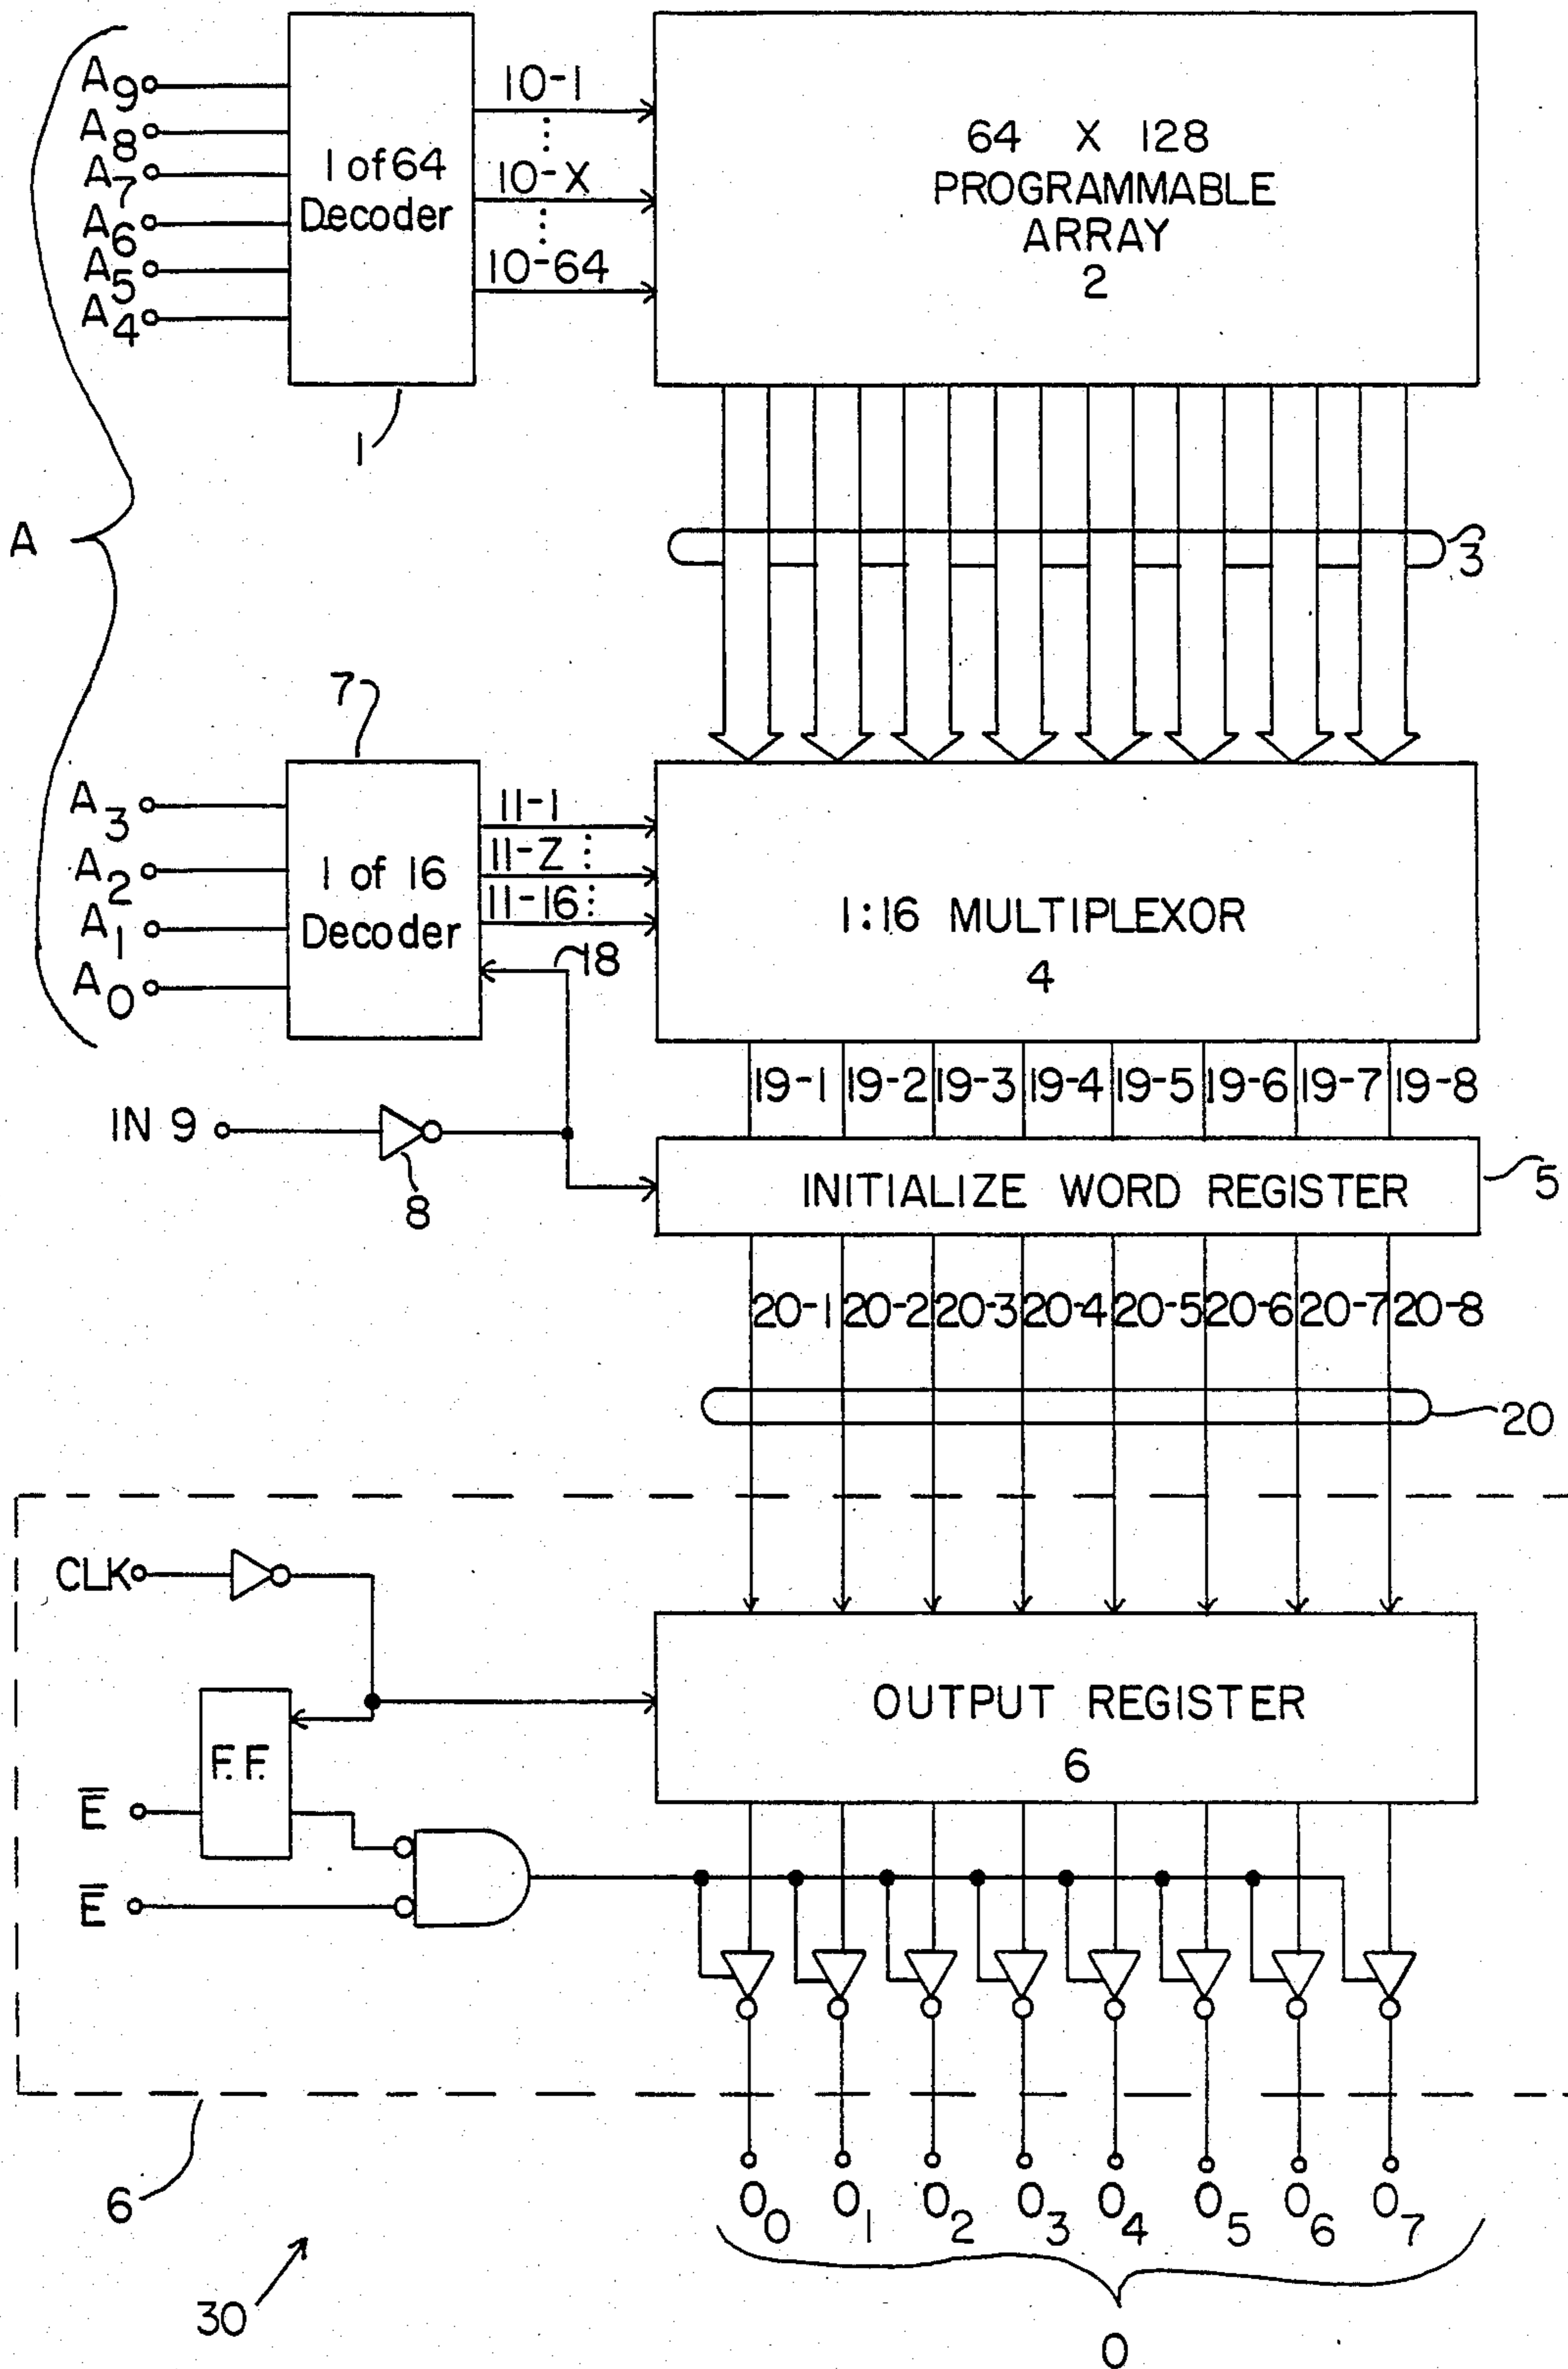 A
A9
A8
A7
A6
A5
A4
1 of 64
Decoder
1
10-1
10-X
10-64
64 X 128
PROGRAMMABLE
ARRAY
2
3
7
A3
A2
A1
A0
1 of 16
Decoder
11-1
11-Z
11-16
18
1:16 MULTIPLEXOR
4
19-1 19-2 19-3 19-4 19-5 19-6 19-7 19-8
IN 9
8
INITIALIZE WORD REGISTER
5
20-1 20-2 20-3 20-4 20-5 20-6 20-7 20-8
20
CLK
F.F.
E̅
E̅
OUTPUT REGISTER
6
6
30
O0 O1 O2 O3 O4 O5 O6 O7
O